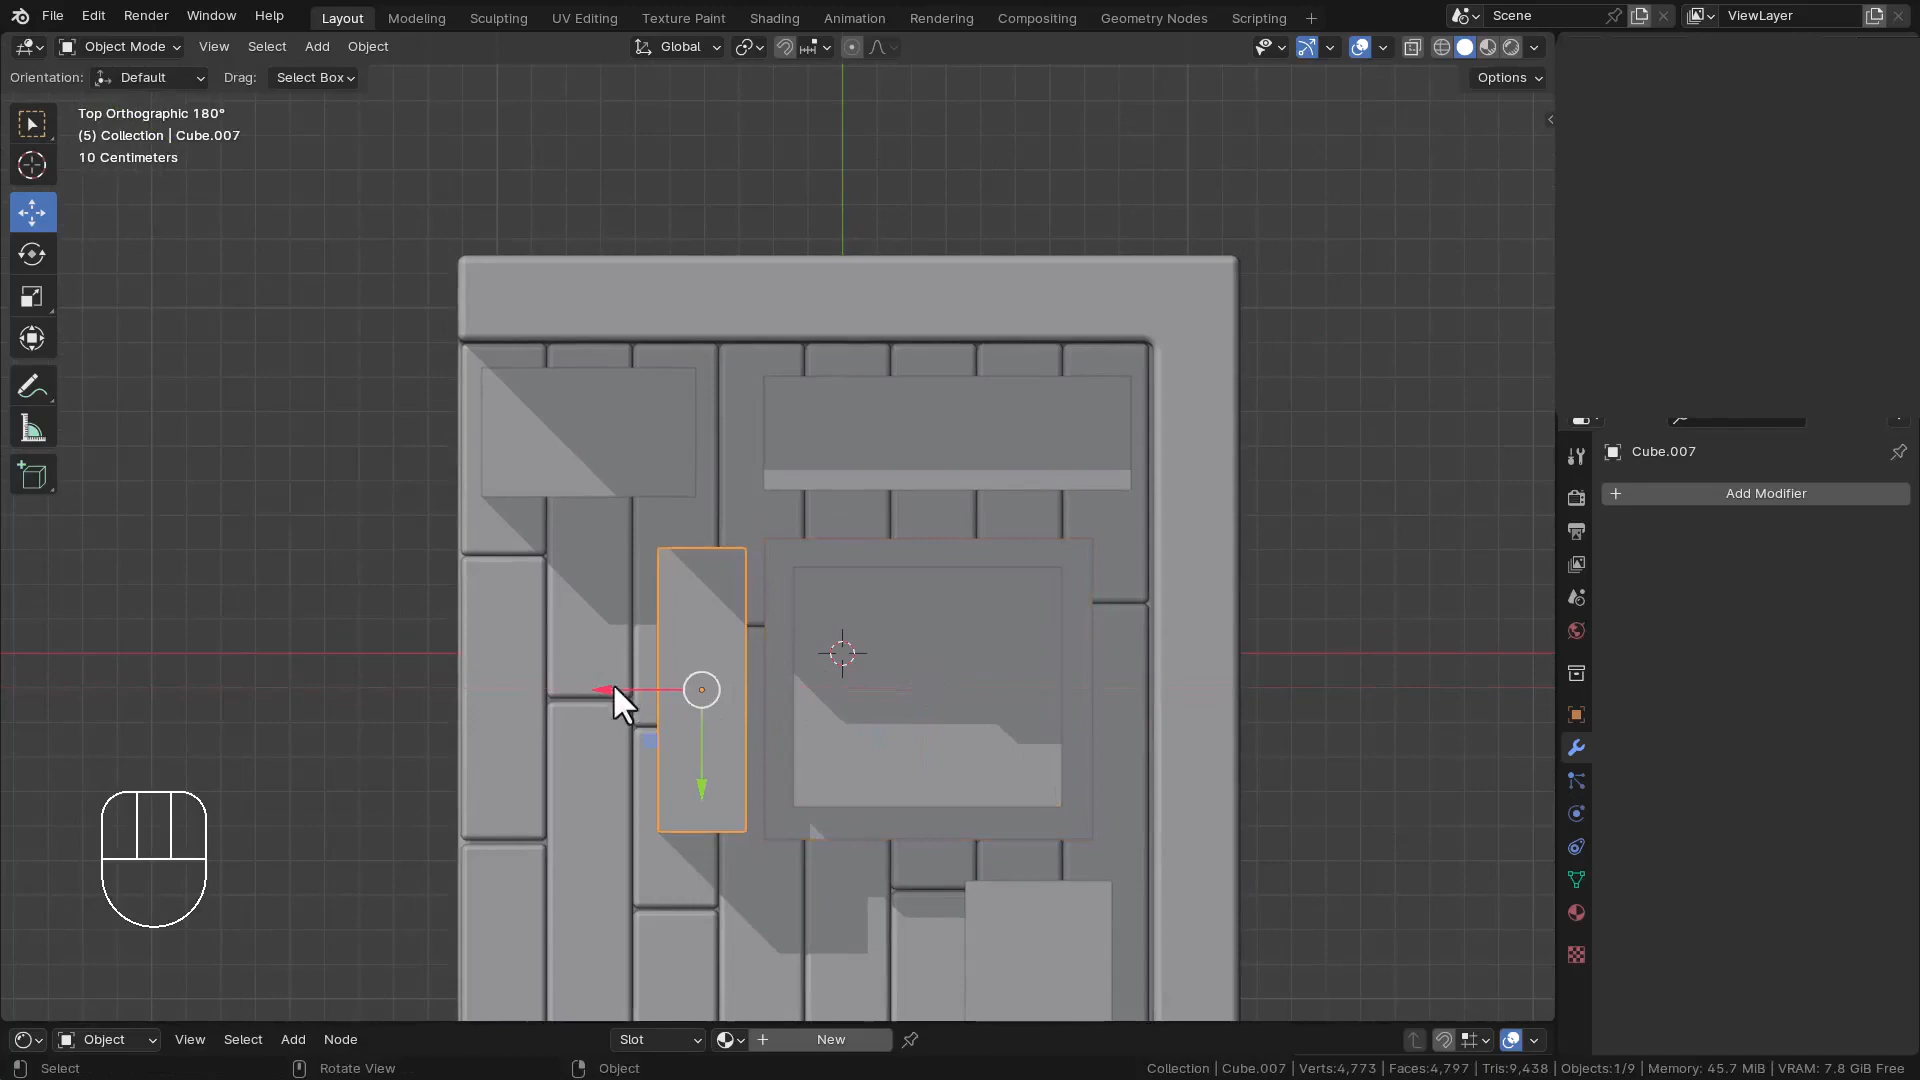 File Edit Render Window Help Layout Modeling Sculpting UV Editing Texture Paint Shading Animation Rendering Compositing Geometry Nodes Scripting + Scene ViewLayer
Object Mode View Select Add Object Global
Orientation: Default Drag: Select Box Options
Top Orthographic 180°
(5) Collection | Cube.007
10 Centimeters
Cube.007
+ Add Modifier
Object View Select Add Node Slot + New
Select Rotate View Object Collection | Cube.007 | Verts:4,773 | Faces:4,797 | Tris:9,438 | Objects:1/9 | Memory: 45.7 MiB | VRAM: 7.8 GiB Free